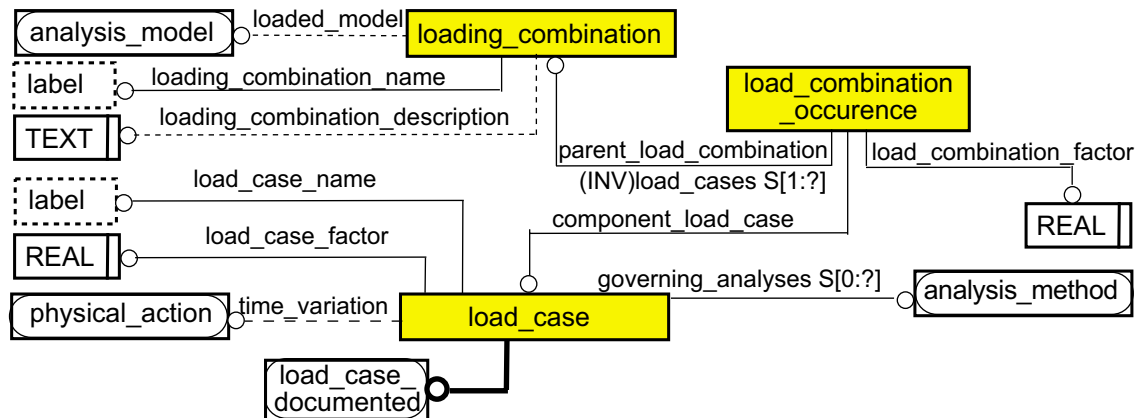 analysis_model
loaded_model
loading_combination
label
loading_combination_name
TEXT
loading_combination_description
load_combination
_occurence
parent_load_combination
(INV)load_cases S[1:?]
load_combination_factor
REAL
label
load_case_name
component_load_case
REAL
load_case_factor
governing_analyses S[0:?]
analysis_method
physical_action
time_variation
load_case
load_case_
documented